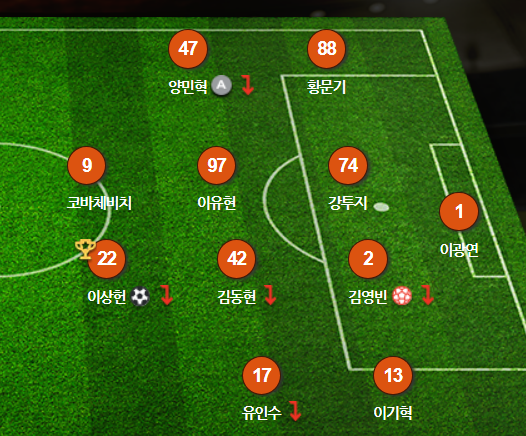 47
양민혁 A
88
황문기
9
코바체비치
97
이유현
74
강투지
1
이광연
22
이상헌
42
김동현
2
김영빈
17
유인수
13
이기혁